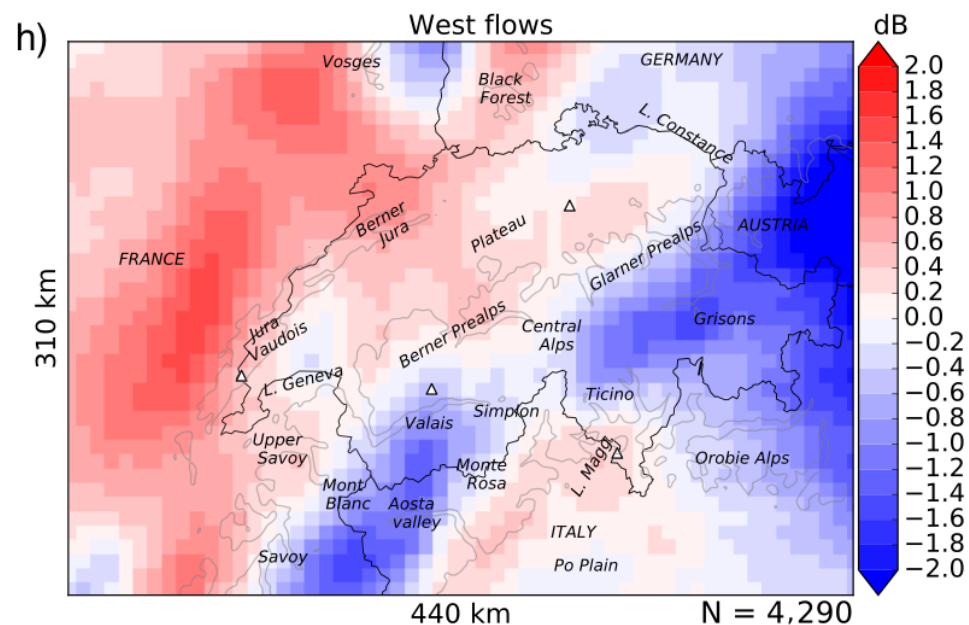 h)
West flows
dB
Vosges
GERMANY
Black
Forest
L. Constance
Berner
Jura
Plateau
AUSTRIA
FRANCE
Glarner Prealps
Jura
Vaudois
Berner Prealps
Central
Alps
Grisons
L. Geneva
Ticino
Valais
Simplon
Upper
Savoy
Monte
Rosa
L. Magg.
Orobie Alps
Mont
Blanc
Aosta
valley
ITALY
Savoy
Po Plain
310 km
440 km
N = 4,290
2.0
1.8
1.6
1.4
1.2
1.0
0.8
0.6
0.4
0.2
0.0
−0.2
−0.4
−0.6
−0.8
−1.0
−1.2
−1.4
−1.6
−1.8
−2.0